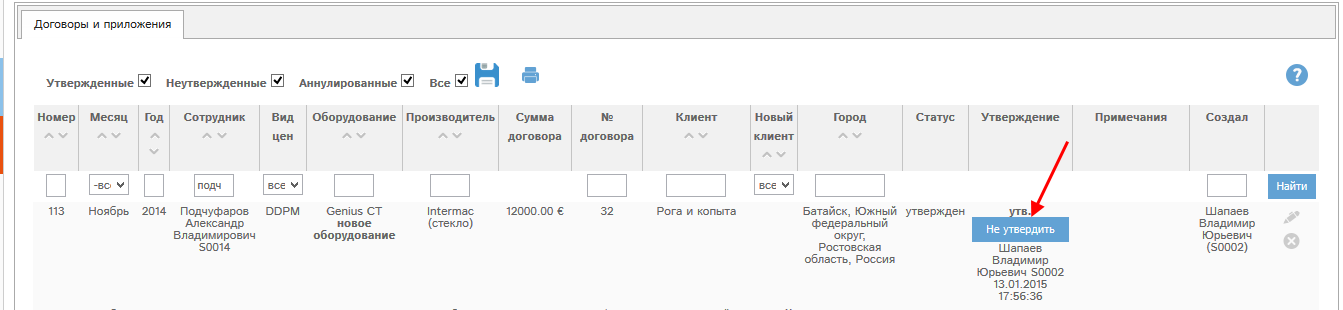 Договоры и приложения
Утвержденные Неутвержденные Аннулированные Все
?
Номер Месяц Год Сотрудник Вид цен Оборудование Производитель Сумма договора № договора Клиент Новый клиент Город Статус Утверждение Примечания Создал
-все подч все все Найти
113 Ноябрь 2014 Подчуфаров DDPM Genius CT Intermac 12000.00 € 32 Рога и копыта Батайск, Южный утвержден утв. Шапаев
Александр новое (стекло) федеральный Не утвердить Владимир
Владимирович оборудование округ, Юрьевич
S0014 Ростовская Шапаев (S0002)
область, Россия Владимир
Юрьевич S0002
13.01.2015
17:56:36